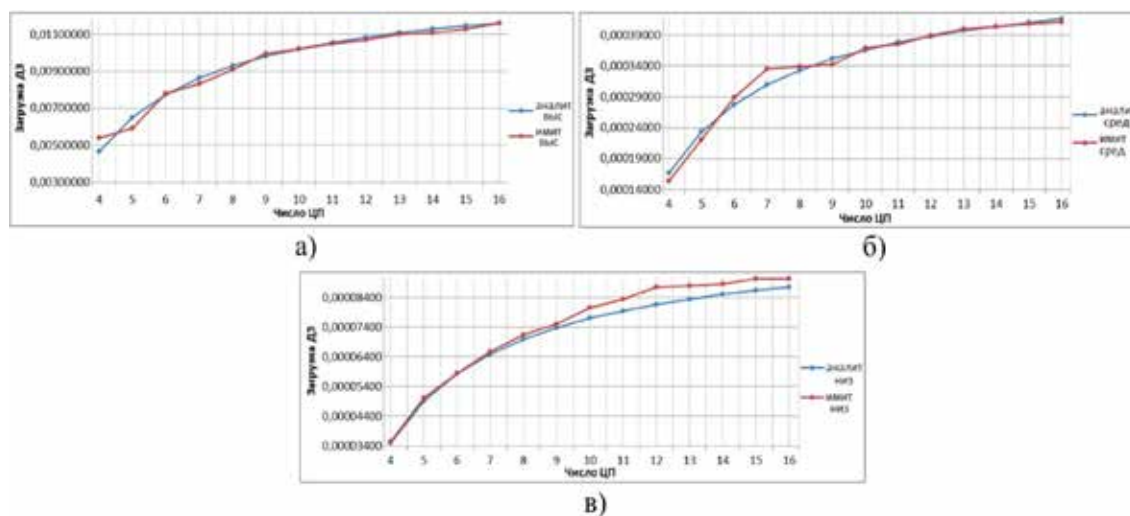 0,01100000
0,00900000
0,00700000
0,00500000
0,00300000
Загрузка ДЗ
4 5 6 7 8 9 10 11 12 13 14 15 16
Число ЦП
аналит
выс
имит
выс
а)
0,00039000
0,00034000
0,00029000
0,00024000
0,00019000
0,00014000
Загрузка ДЗ
4 5 6 7 8 9 10 11 12 13 14 15 16
Число ЦП
аналит
сред
имит
сред
б)
0,00008400
0,00007400
0,00006400
0,00005400
0,00004400
0,00003400
Загрузка ДЗ
4 5 6 7 8 9 10 11 12 13 14 15 16
Число ЦП
аналит
низ
имит
низ
в)